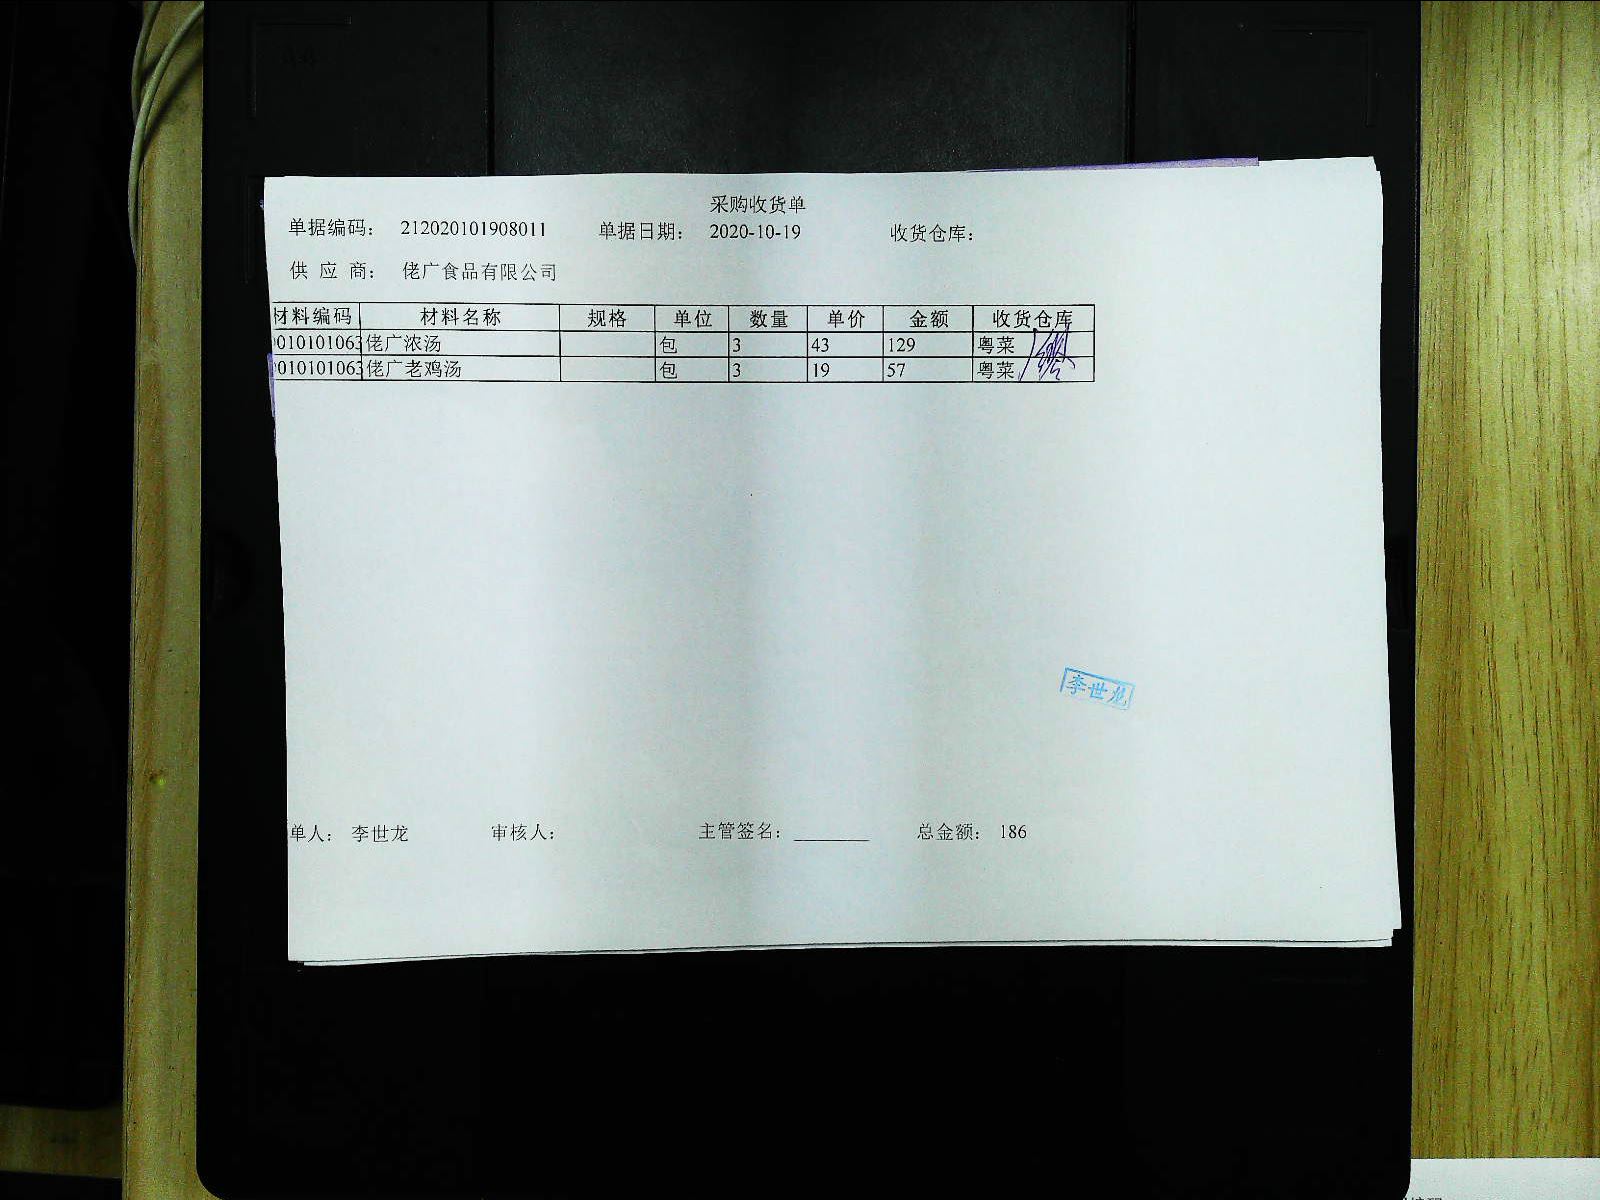 采购收货单
单据编码： 212020101908011 单据日期： 2020-10-19 收货仓库：
供 应 商： 佬广食品有限公司
材料编码 材料名称 规格 单位 数量 单价 金额 收货仓库
010101063 佬广浓汤 包 3 43 129 粤菜
010101063 佬广老鸡汤 包 3 19 57 粤菜
李世龙
单人： 李世龙 审核人： 主管签名： ________ 总金额： 186